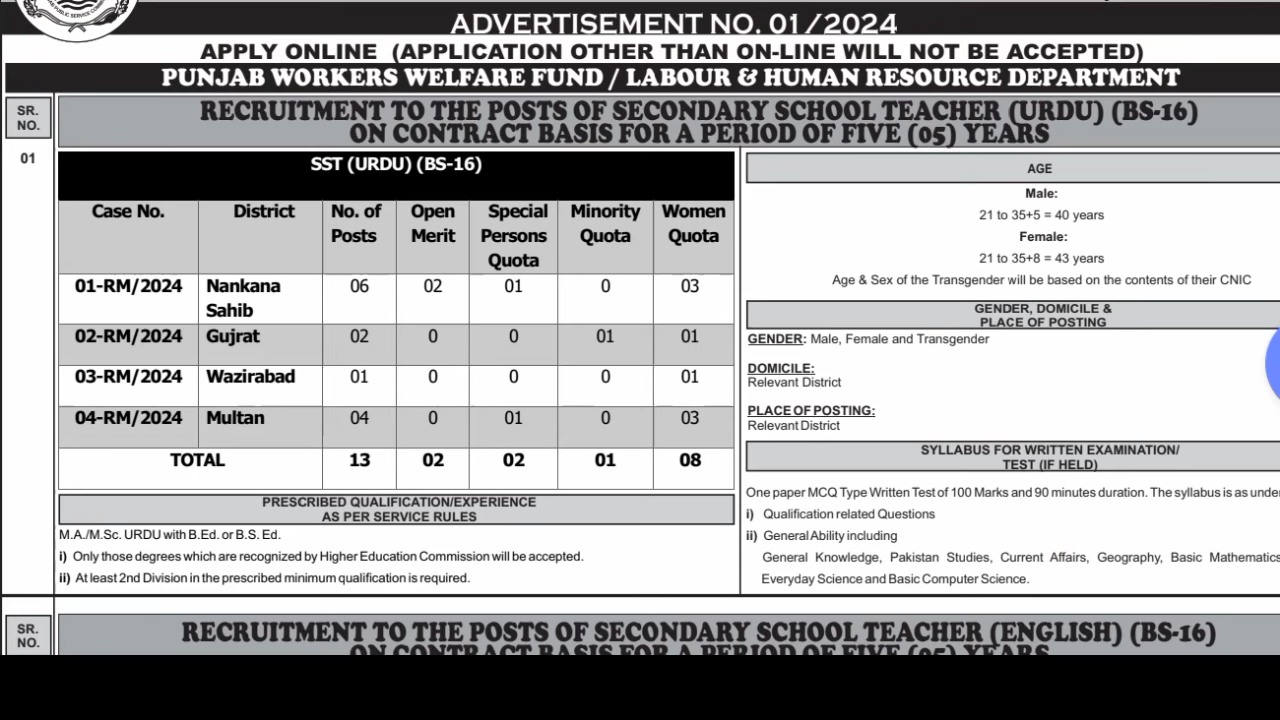 PUBLIC SERVICE COMMISSION
ADVERTISEMENT NO. 01/2024
APPLY ONLINE (APPLICATION OTHER THAN ON-LINE WILL NOT BE ACCEPTED)
PUNJAB WORKERS WELFARE FUND / LABOUR & HUMAN RESOURCE DEPARTMENT
SR.
NO.
RECRUITMENT TO THE POSTS OF SECONDARY SCHOOL TEACHER (URDU) (BS-16)
ON CONTRACT BASIS FOR A PERIOD OF FIVE (05) YEARS
01
SST (URDU) (BS-16)
Case No. District No. of Posts Open Merit Special Persons Quota Minority Quota Women Quota
01-RM/2024 Nankana Sahib 06 02 01 0 03
02-RM/2024 Gujrat 02 0 0 01 01
03-RM/2024 Wazirabad 01 0 0 0 01
04-RM/2024 Multan 04 0 01 0 03
TOTAL 13 02 02 01 08
PRESCRIBED QUALIFICATION/EXPERIENCE
AS PER SERVICE RULES
M.A./M.Sc. URDU with B.Ed. or B.S. Ed.
i) Only those degrees which are recognized by Higher Education Commission will be accepted.
ii) At least 2nd Division in the prescribed minimum qualification is required.
AGE
Male:
21 to 35+5 = 40 years
Female:
21 to 35+8 = 43 years
Age & Sex of the Transgender will be based on the contents of their CNIC
GENDER, DOMICILE &
PLACE OF POSTING
GENDER: Male, Female and Transgender
DOMICILE:
Relevant District
PLACE OF POSTING:
Relevant District
SYLLABUS FOR WRITTEN EXAMINATION/
TEST (IF HELD)
One paper MCQ Type Written Test of 100 Marks and 90 minutes duration. The syllabus is as under
i) Qualification related Questions
ii) General Ability including
General Knowledge, Pakistan Studies, Current Affairs, Geography, Basic Mathematics
Everyday Science and Basic Computer Science.
SR.
NO.
RECRUITMENT TO THE POSTS OF SECONDARY SCHOOL TEACHER (ENGLISH) (BS-16)
ON CONTRACT BASIS FOR A PERIOD OF FIVE (05) YEARS